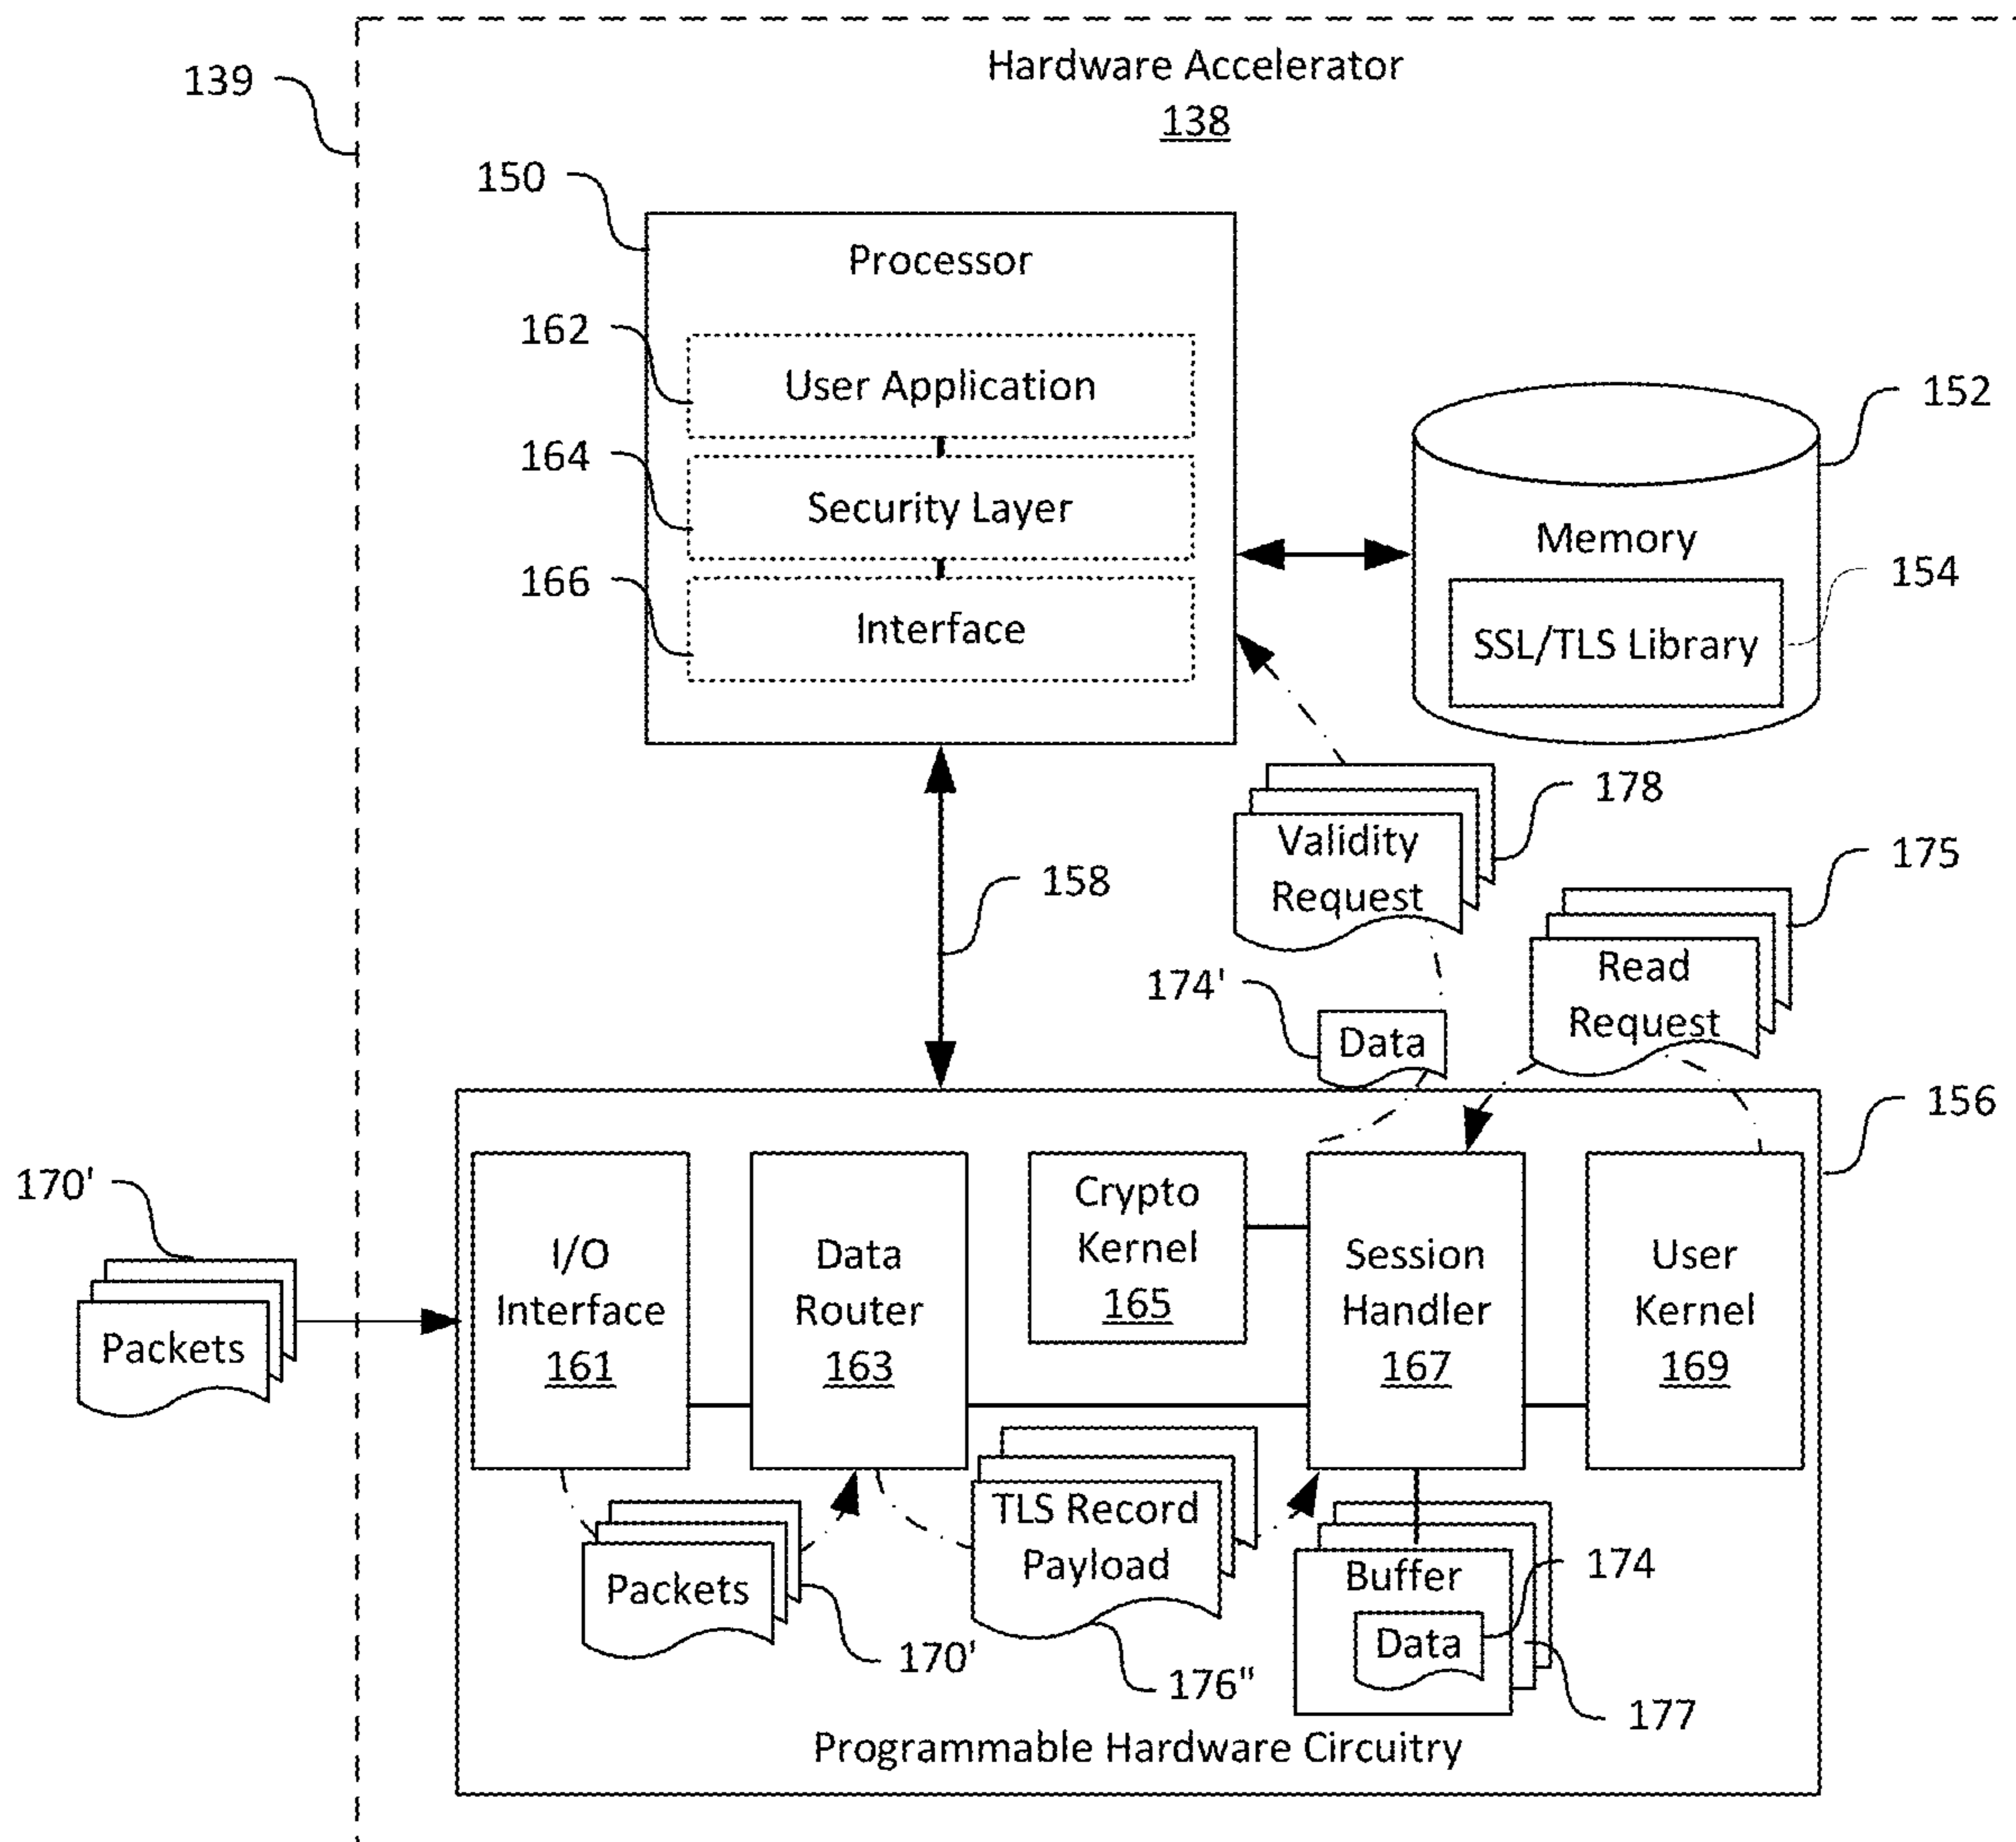 Hardware Accelerator
138
139
150
Processor
162
User Application
164
Security Layer
166
Interface
152
Memory
154
SSL/TLS Library
178
Validity
Request
175
Read
Request
158
174'
Data
156
170'
Packets
I/O
Interface
161
Data
Router
163
Crypto
Kernel
165
Session
Handler
167
User
Kernel
169
Packets
170'
TLS Record
Payload
176"
Buffer
Data
174
177
Programmable Hardware Circuitry